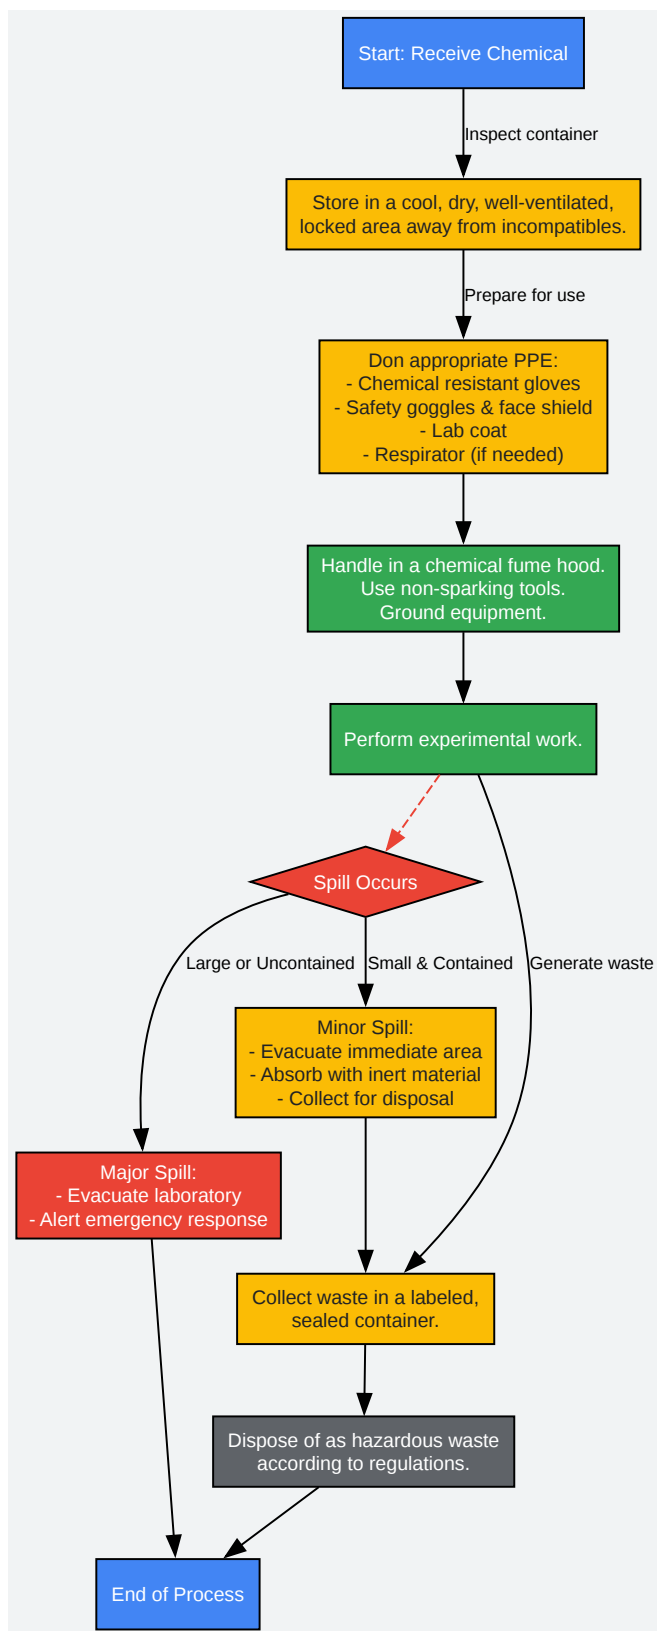 Start: Receive Chemical
Inspect container
Store in a cool, dry, well-ventilated,
locked area away from incompatibles.
Prepare for use
Don appropriate PPE:
- Chemical resistant gloves
- Safety goggles & face shield
- Lab coat
- Respirator (if needed)
Handle in a chemical fume hood.
Use non-sparking tools.
Ground equipment.
Perform experimental work.
Spill Occurs
Large or Uncontained
Small & Contained
Generate waste
Minor Spill:
- Evacuate immediate area
- Absorb with inert material
- Collect for disposal
Major Spill:
- Evacuate laboratory
- Alert emergency response
Collect waste in a labeled,
sealed container.
Dispose of as hazardous waste
according to regulations.
End of Process